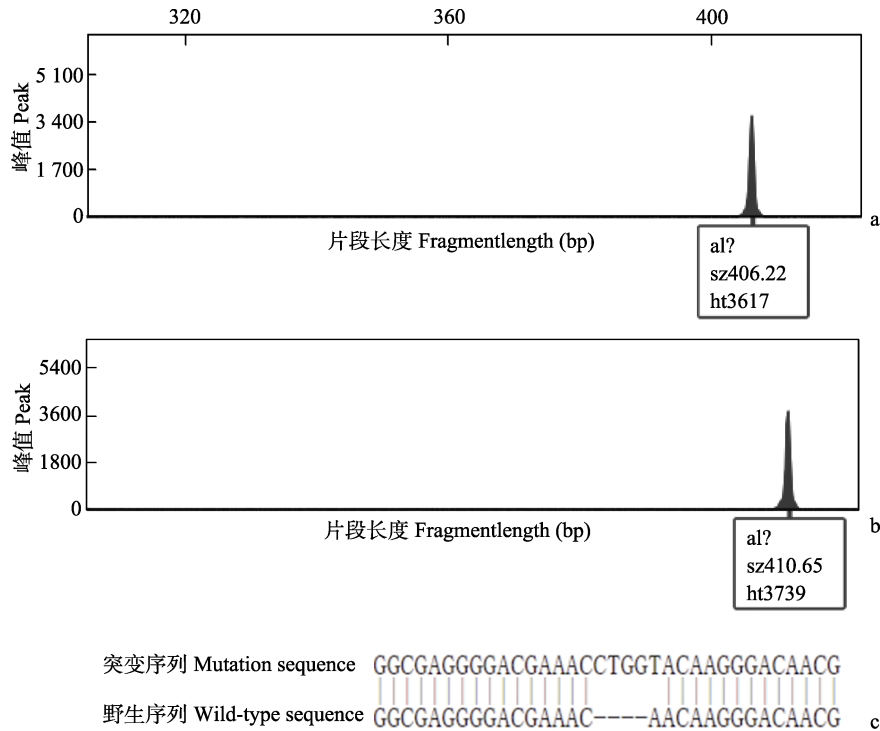 320 360 400
5 100
3 400
1 700
0
峰值 Peak
片段长度 Fragmentlength (bp)
a
al?
sz406.22
ht3617
5400
3600
1800
0
峰值 Peak
片段长度 Fragmentlength (bp)
b
al?
sz410.65
ht3739
突变序列 Mutation sequence GGCGAGGGGACGAAACCTGGTACAAGGGACAACG
野生序列 Wild-type sequence GGCGAGGGGACGAAAC----AACAAGGGACAACG
c